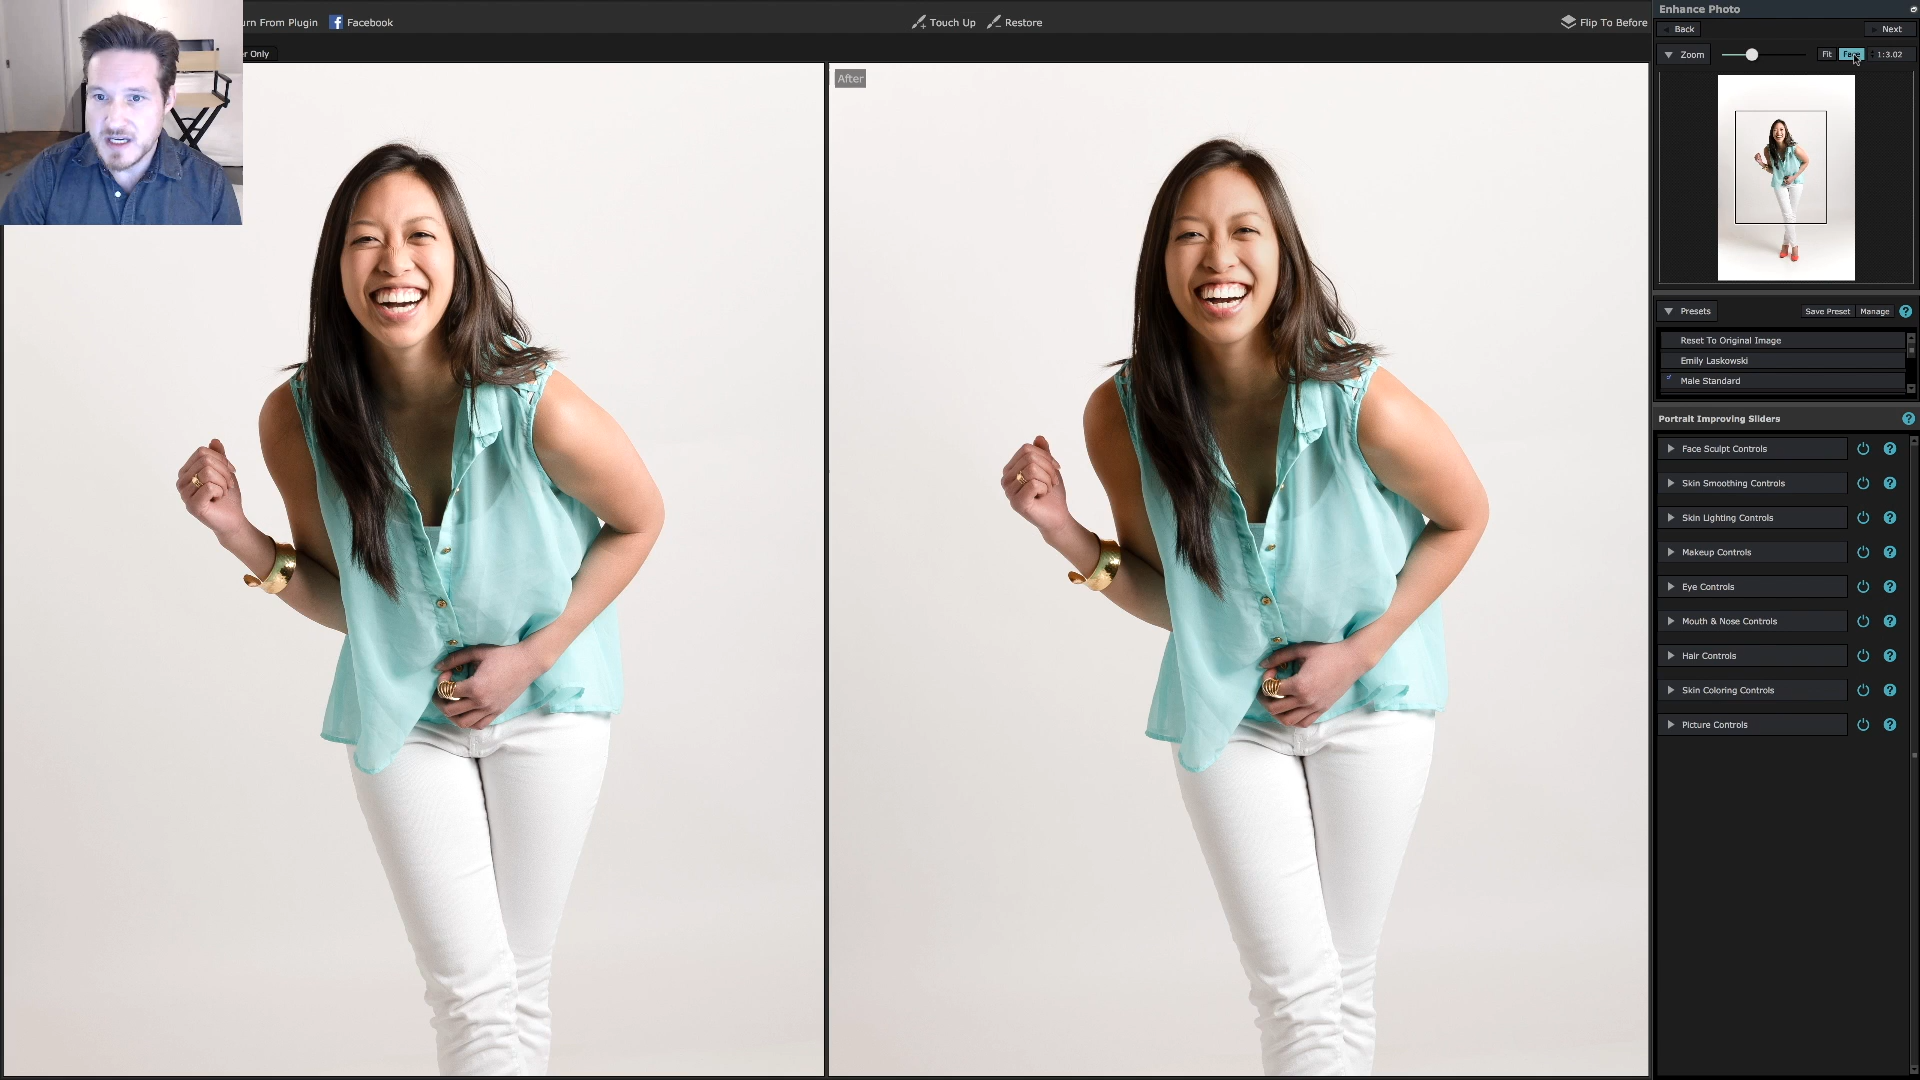 urn From Plugin
Facebook
Touch Up
Restore
Flip To Before
r Only
After
Enhance Photo
Back
Next
Zoom
Fit
Face
1:3.02
Presets
Save Preset
Manage
Reset To Original Image
Emily Laskowski
Male Standard
Portrait Improving Sliders
Face Sculpt Controls
Skin Smoothing Controls
Skin Lighting Controls
Makeup Controls
Eye Controls
Mouth & Nose Controls
Hair Controls
Skin Coloring Controls
Picture Controls